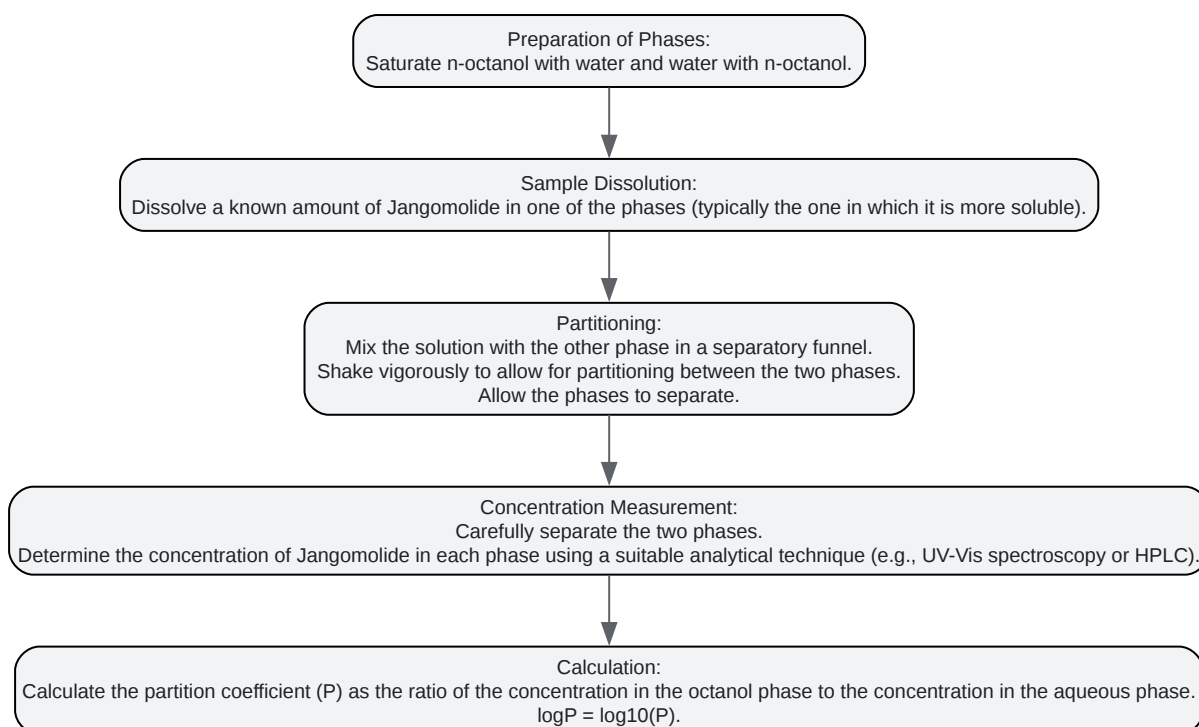 Preparation of Phases:
Saturate n-octanol with water and water with n-octanol.
Sample Dissolution:
Dissolve a known amount of Jangomolide in one of the phases (typically the one in which it is more soluble).
Partitioning:
Mix the solution with the other phase in a separatory funnel.
Shake vigorously to allow for partitioning between the two phases.
Allow the phases to separate.
Concentration Measurement:
Carefully separate the two phases.
Determine the concentration of Jangomolide in each phase using a suitable analytical technique (e.g., UV-Vis spectroscopy or HPLC).
Calculation:
Calculate the partition coefficient (P) as the ratio of the concentration in the octanol phase to the concentration in the aqueous phase.
logP = log10(P).